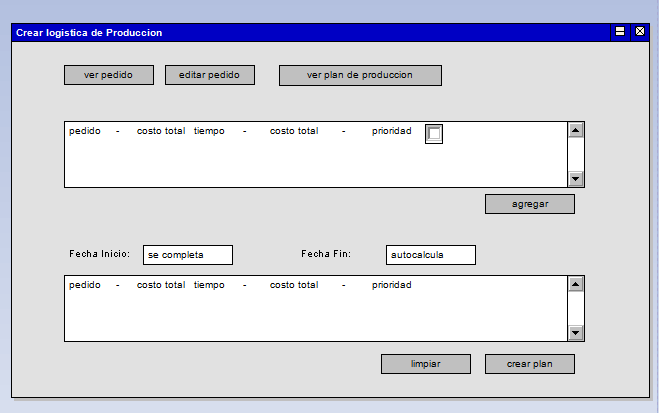 Crear logistica de Produccion
ver pedido editar pedido ver plan de produccion
pedido - costo total tiempo - costo total - prioridad
agregar
Fecha Inicio: se completa Fecha Fin: autocalcula
pedido - costo total tiempo - costo total - prioridad
limpiar crear plan